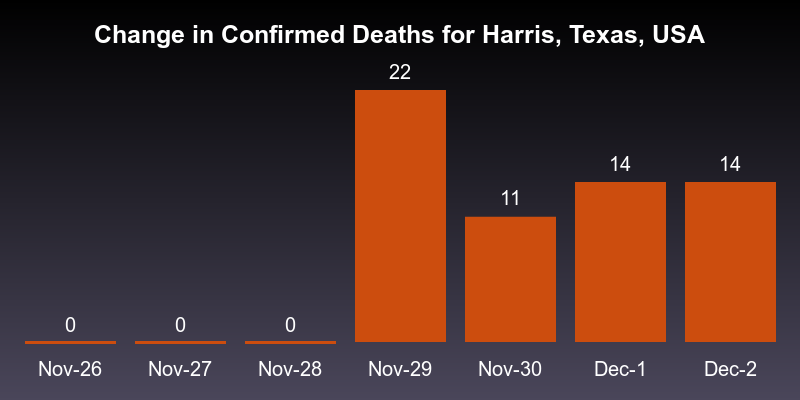 Change in Confirmed Deaths for Harris, Texas, USA
22
14
14
11
0
0
0
Nov-26
Nov-27
Nov-28
Nov-29
Nov-30
Dec-1
Dec-2